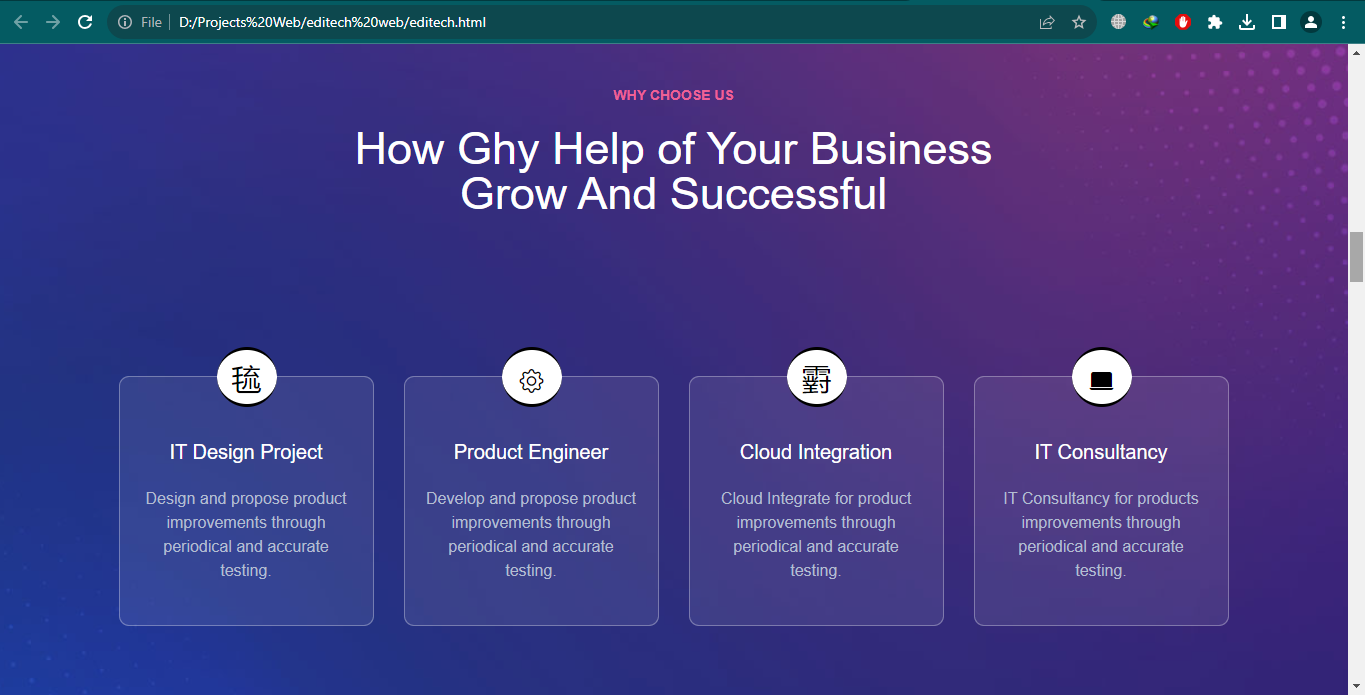 File
D:/Projects%20Web/editech%20web/editech.html
WHY CHOOSE US
How Ghy Help of Your Business
Grow And Successful
琉
霌
IT Design Project
Product Engineer
Cloud Integration
IT Consultancy
Design and propose product
improvements through
periodical and accurate
testing.
Develop and propose product
improvements through
periodical and accurate
testing.
Cloud Integrate for product
improvements through
periodical and accurate
testing.
IT Consultancy for products
improvements through
periodical and accurate
testing.